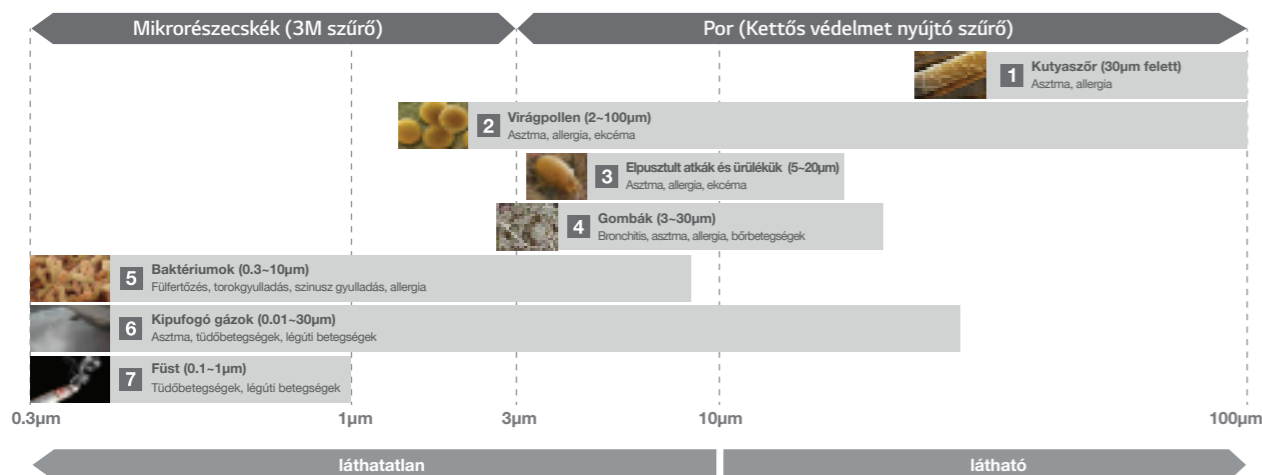 Mikrorészecskék (3M szűrő)
Por (Kettős védelmet nyújtó szűrő)
1
Kutyaszőr (30µm felett)
Asztma, allergia
2
Virágpollen (2~100µm)
Asztma, allergia, ekcéma
3
Elpusztult atkák és ürülékük (5~20µm)
Asztma, allergia, ekcéma
4
Gombák (3~30µm)
Bronchitis, asztma, allergia, bőrbetegségek
5
Baktériumok (0.3~10µm)
Fülfertőzés, torokgyulladás, szinusz gyulladás, allergia
6
Kipufogó gázok (0.01~30µm)
Asztma, tüdőbetegségek, légúti betegségek
7
Füst (0.1~1µm)
Tüdőbetegségek, légúti betegségek
0.3µm
1µm
3µm
10µm
100µm
láthatatlan
látható